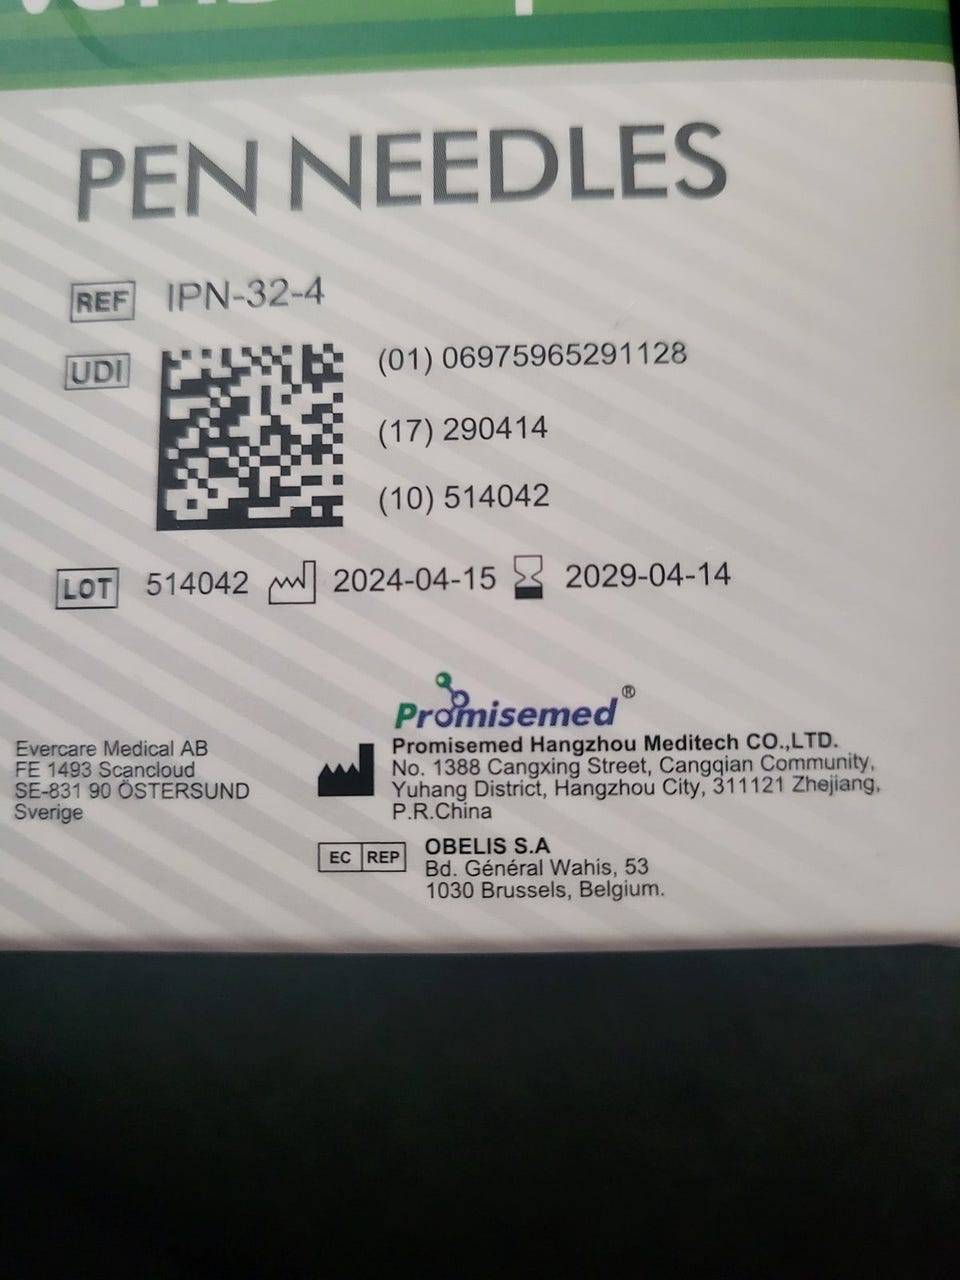 PEN NEEDLES
REF IPN-32-4
UDI (01) 06975965291128
(17) 290414
(10) 514042
LOT 514042 2024-04-15 2029-04-14
Promisemed®
Evercare Medical AB
FE 1493 Scancloud
SE-831 90 ÖSTERSUND
Sverige
Promisemed Hangzhou Meditech CO.,LTD.
No. 1388 Cangxing Street, Cangqian Community,
Yuhang District, Hangzhou City, 311121 Zhejiang,
P.R.China
EC REP OBELIS S.A
Bd. Général Wahis, 53
1030 Brussels, Belgium.